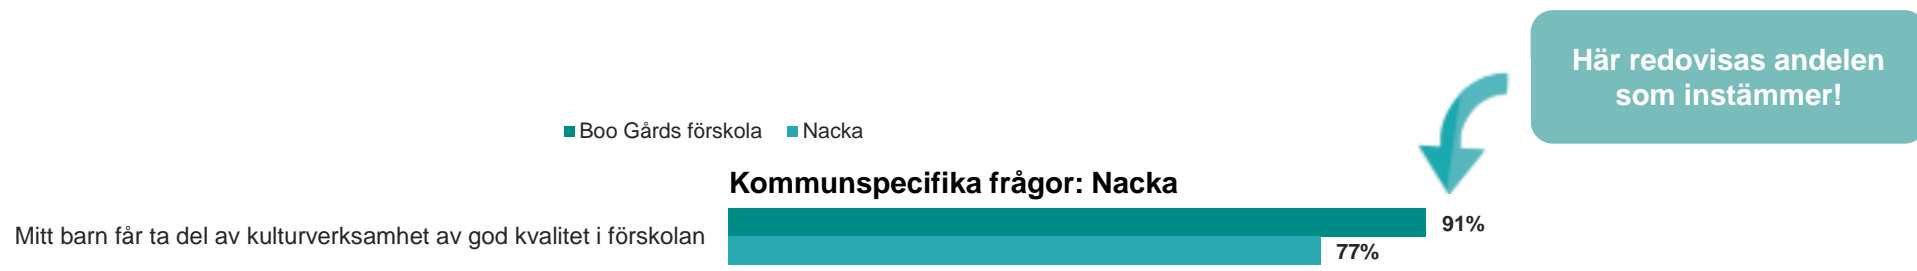 Här redovisas andelen
som instämmer!
Boo Gårds förskola Nacka
Kommunspecifika frågor: Nacka
Mitt barn får ta del av kulturverksamhet av god kvalitet i förskolan
91%
77%